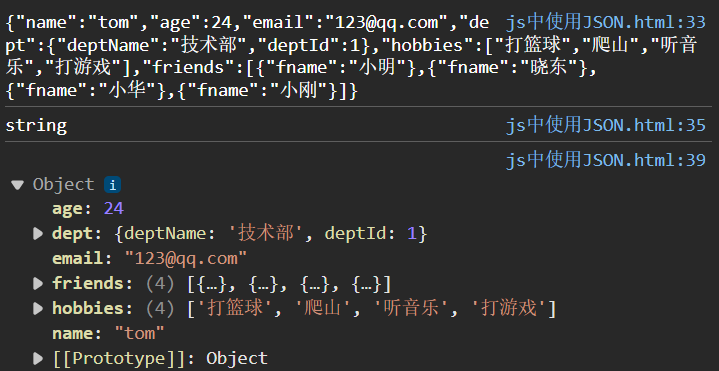 {"name":"tom","age":24,"email":"123@qq.com","de js中使用JSON.html:33
pt":{"deptName":"技术部","deptId":1},"hobbies":["打篮球","爬山","听音
乐","打游戏"],"friends":[{"fname":"小明"},{"fname":"晓东"},
{"fname":"小华"},{"fname":"小刚"}]}
string js中使用JSON.html:35
js中使用JSON.html:39
Object i
age: 24
dept: {deptName: '技术部', deptId: 1}
email: "123@qq.com"
friends: (4) [{…}, {…}, {…}, {…}]
hobbies: (4) ['打篮球', '爬山', '听音乐', '打游戏']
name: "tom"
[[Prototype]]: Object